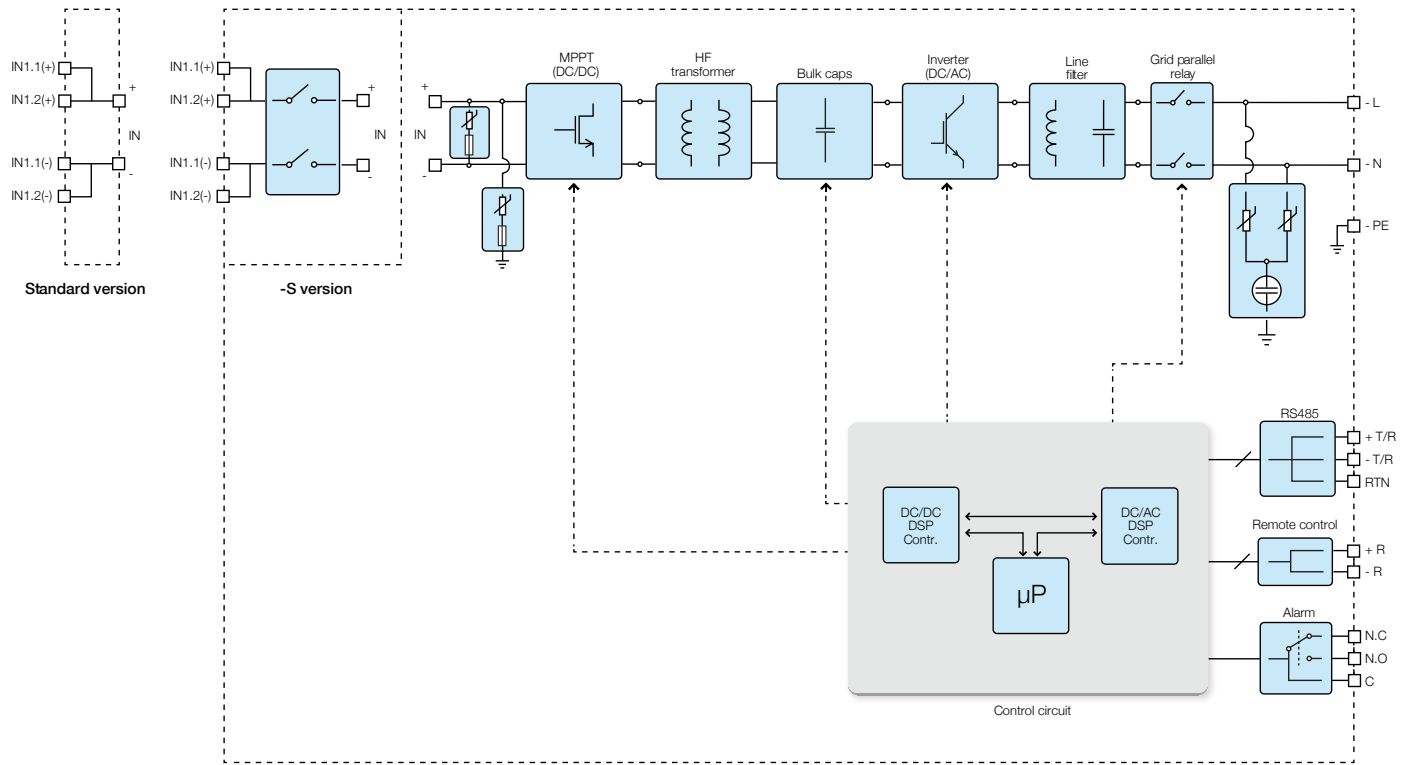 IN1.1(+)
IN1.2(+)
+
IN
IN1.1(-)
IN1.2(-)
-
Standard version
IN1.1(+)
IN1.2(+)
+
IN
IN1.1(-)
IN1.2(-)
-
-S version
+
IN
-
MPPT
(DC/DC)
HF
transformer
Bulk caps
Inverter
(DC/AC)
Line
filter
Grid parallel
relay
- L
- N
- PE
DC/DC
DSP
Contr.
DC/AC
DSP
Contr.
µP
Control circuit
RS485
+ T/R
- T/R
RTN
Remote control
+ R
- R
Alarm
N.C
N.O
C